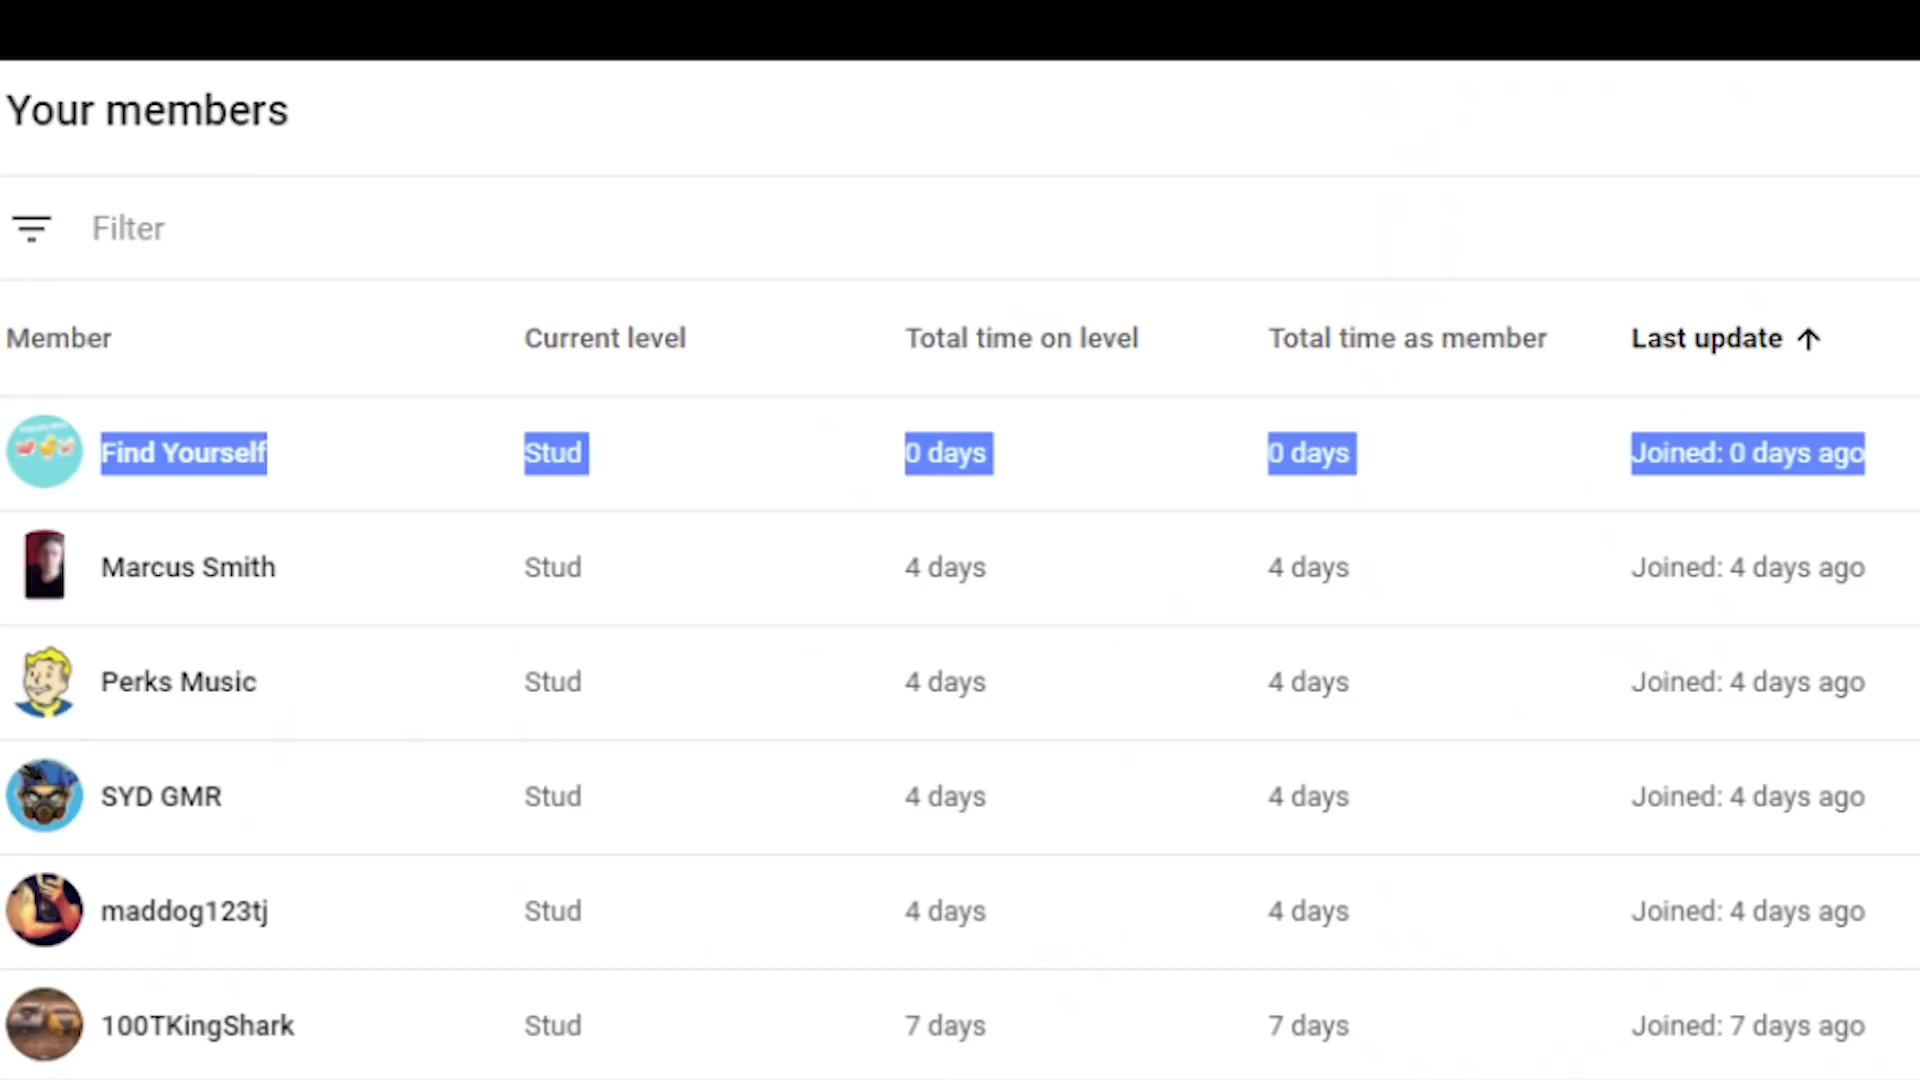 Your members
Filter
Member Current level Total time on level Total time as member Last update
Find Yourself Stud 0 days 0 days Joined: 0 days ago
Marcus Smith Stud 4 days 4 days Joined: 4 days ago
Perks Music Stud 4 days 4 days Joined: 4 days ago
SYD GMR Stud 4 days 4 days Joined: 4 days ago
maddog123tj Stud 4 days 4 days Joined: 4 days ago
100TKingShark Stud 7 days 7 days Joined: 7 days ago